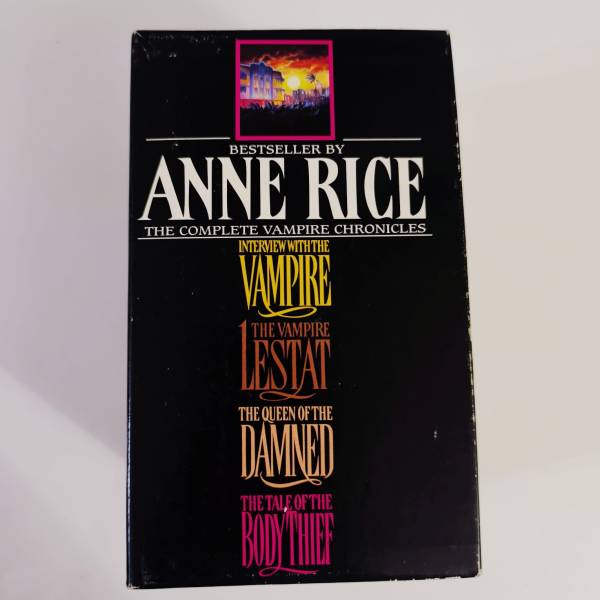 BESTSELLER BY
ANNE RICE
THE COMPLETE VAMPIRE CHRONICLES
INTERVIEW WITH THE
VAMPIRE
THE VAMPIRE
LESTAT
THE QUEEN OF THE
DAMNED
THE TALE OF THE
BODY THIEF